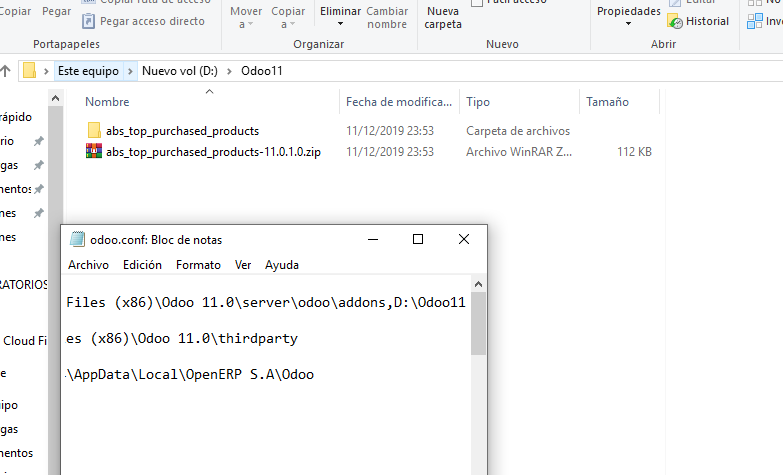 Copiar Pegar Copiar ruta de acceso
Pegar acceso directo
Mover a Copiar a Eliminar Cambiar nombre
Nueva carpeta
Fácil acceso
Propiedades Editar
Historial
Portapapeles Organizar Nuevo Abrir
Este equipo > Nuevo vol (D:) > Odoo11
Nombre Fecha de modifica... Tipo Tamaño
abs_top_purchased_products 11/12/2019 23:53 Carpeta de archivos
abs_top_purchased_products-11.0.1.0.zip 11/12/2019 23:53 Archivo WinRAR Z... 112 KB
rápido
rio
gas
mentos
nes
nes
RATORIOS
Cloud Fi
e
uipo
gas
mentos
nes
odoo.conf: Bloc de notas
Archivo Edición Formato Ver Ayuda
Files (x86)\Odoo 11.0\server\odoo\addons,D:\Odoo11
es (x86)\Odoo 11.0\thirdparty
\AppData\Local\OpenERP S.A\Odoo